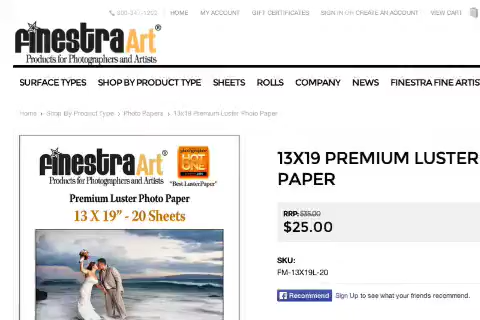 HOME MY ACCOUNT GIFT CERTIFICATES SIGN IN OR CREATE AN ACCOUNT VIEW CART
finestraArt®
Products for Photographers and Artists
SURFACE TYPES SHOP BY PRODUCT TYPE SHEETS ROLLS COMPANY NEWS FINESTRA FINE ARTIS
Home › Shop By Product Type › Photo Papers › 13x19 Premium Luster Photo Paper
finestraArt®
Products for Photographers and Artists
HOT
ONE
"Best Luster Paper"
Premium Luster Photo Paper
13 X 19" - 20 Sheets
13X19 PREMIUM LUSTER
PAPER
RRP: $35.00
$25.00
SKU:
FM-13X19L-20
Recommend Sign Up to see what your friends recommend.